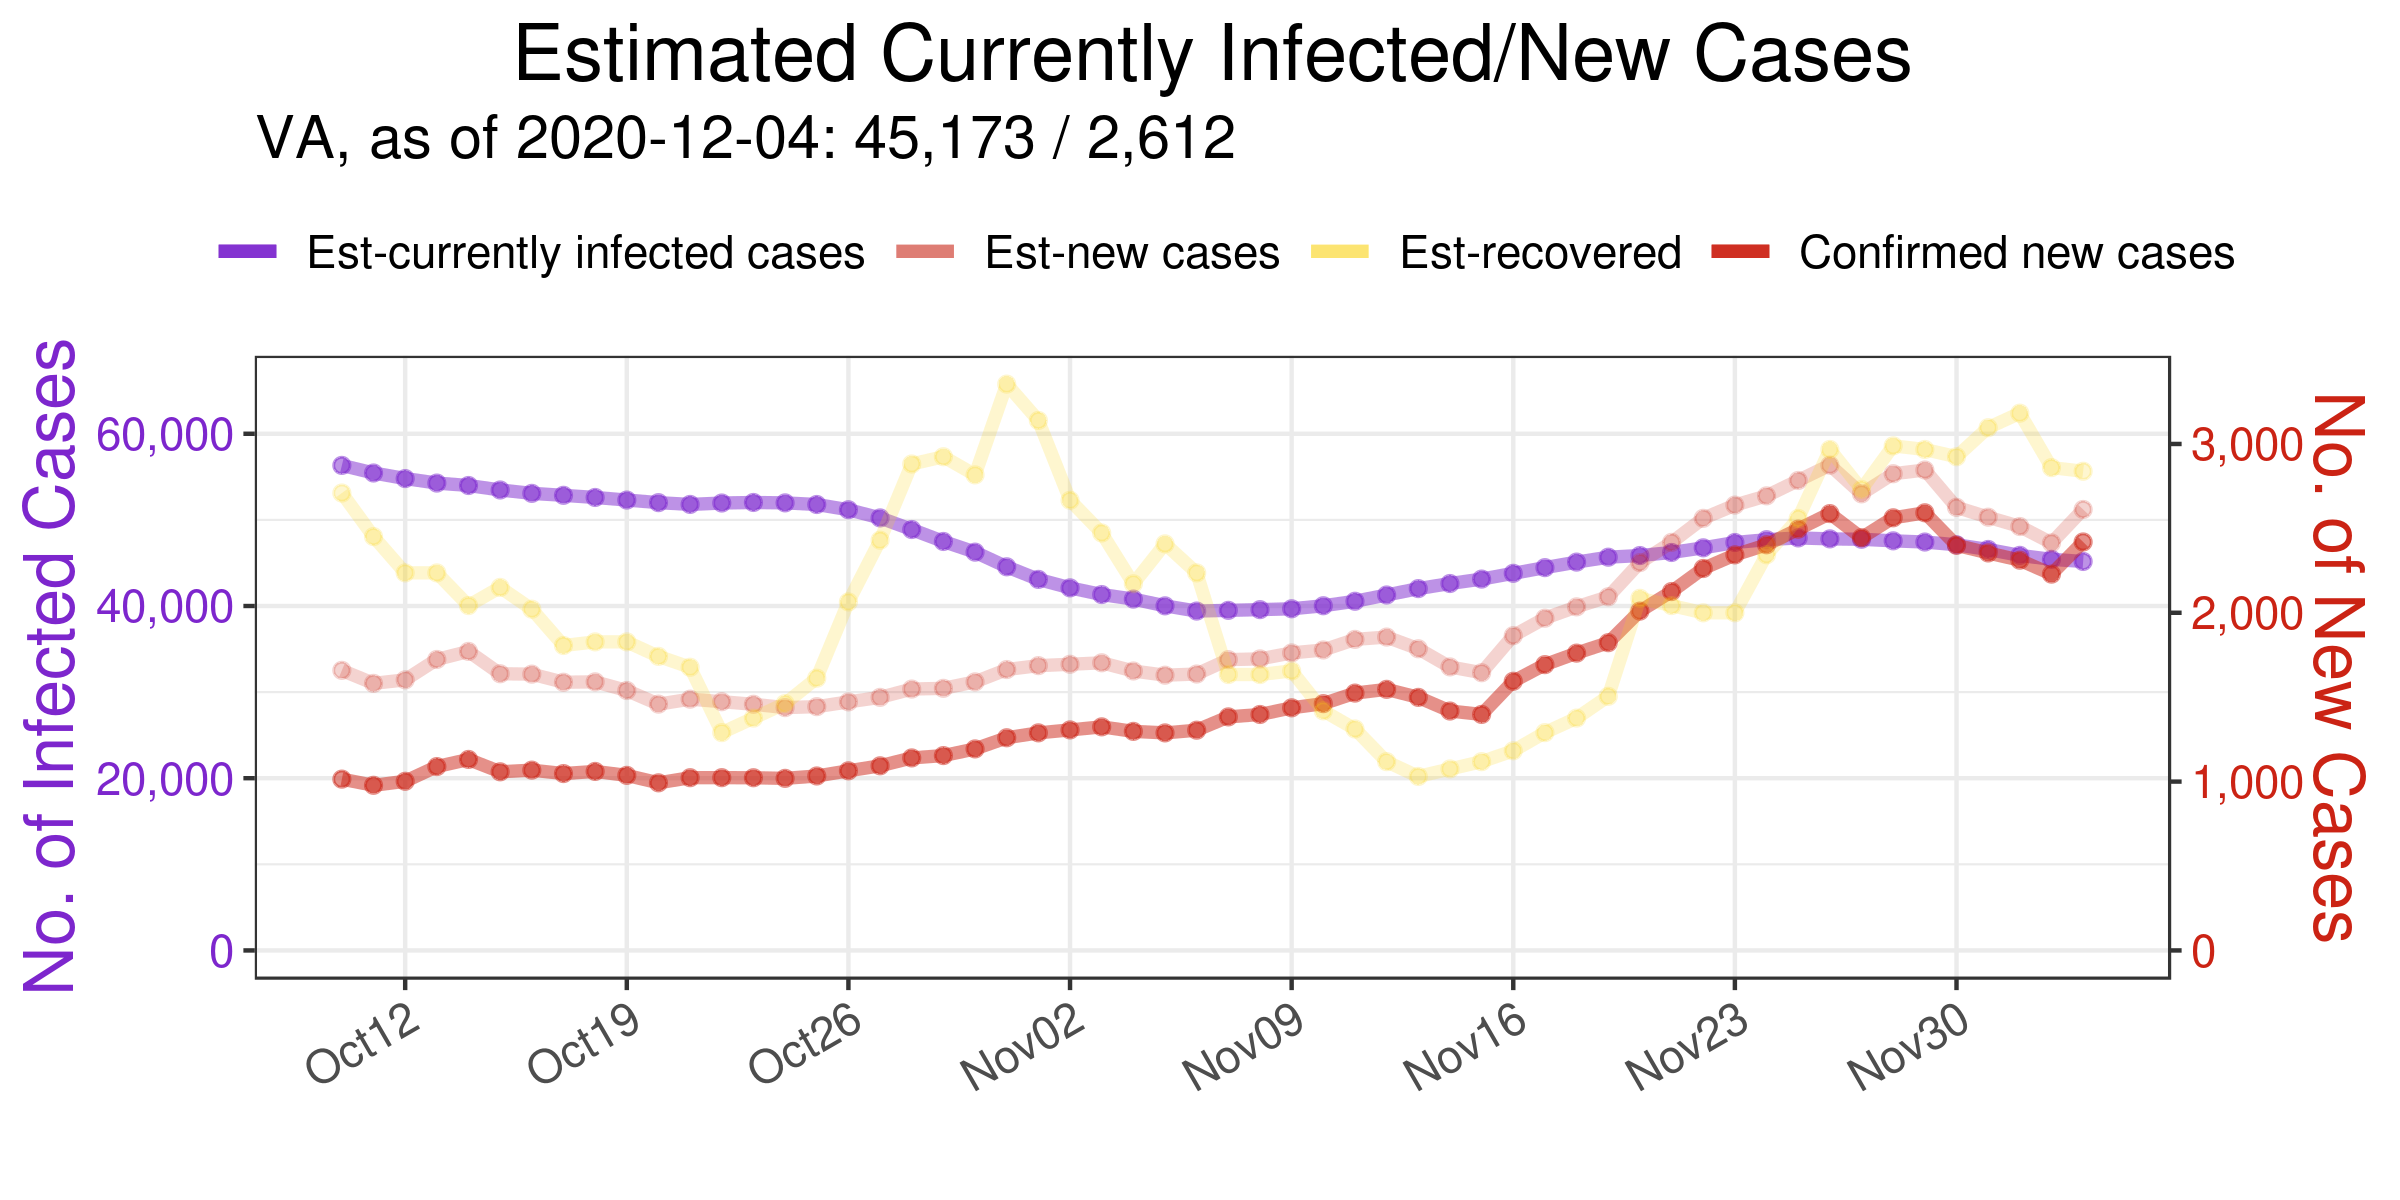 Estimated Currently Infected/New Cases
VA, as of 2020-12-04: 45,173 / 2,612
Est-currently infected cases Est-new cases Est-recovered Confirmed new cases
No. of Infected Cases
60,000
40,000
20,000
0
3,000
2,000
1,000
0
No. of New Cases
Oct12 Oct19 Oct26 Nov02 Nov09 Nov16 Nov23 Nov30